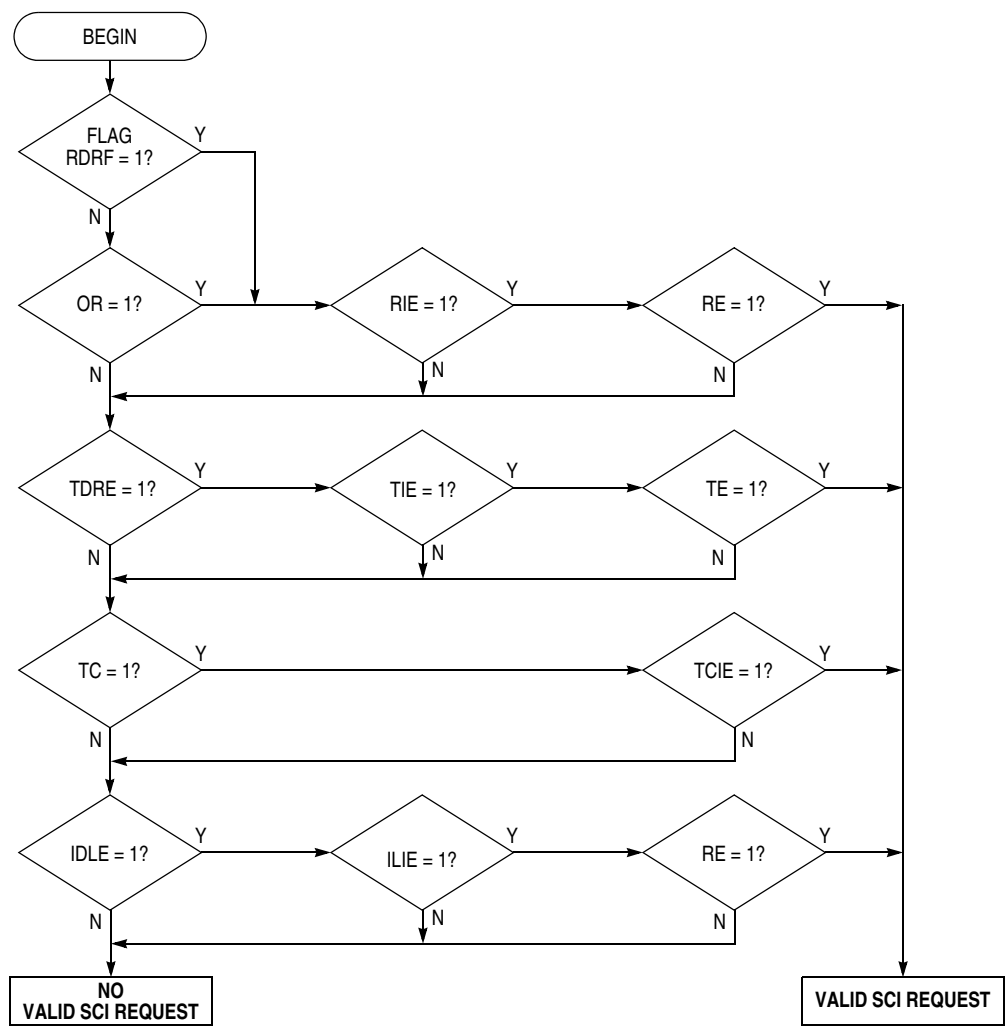 BEGIN
FLAG
RDRF = 1?
Y
N
OR = 1?
Y
RIE = 1?
Y
RE = 1?
Y
N
N
N
TDRE = 1?
Y
TIE = 1?
Y
TE = 1?
Y
N
N
N
TC = 1?
Y
TCIE = 1?
Y
N
N
IDLE = 1?
Y
ILIE = 1?
Y
RE = 1?
Y
N
N
N
NO
VALID SCI REQUEST
VALID SCI REQUEST